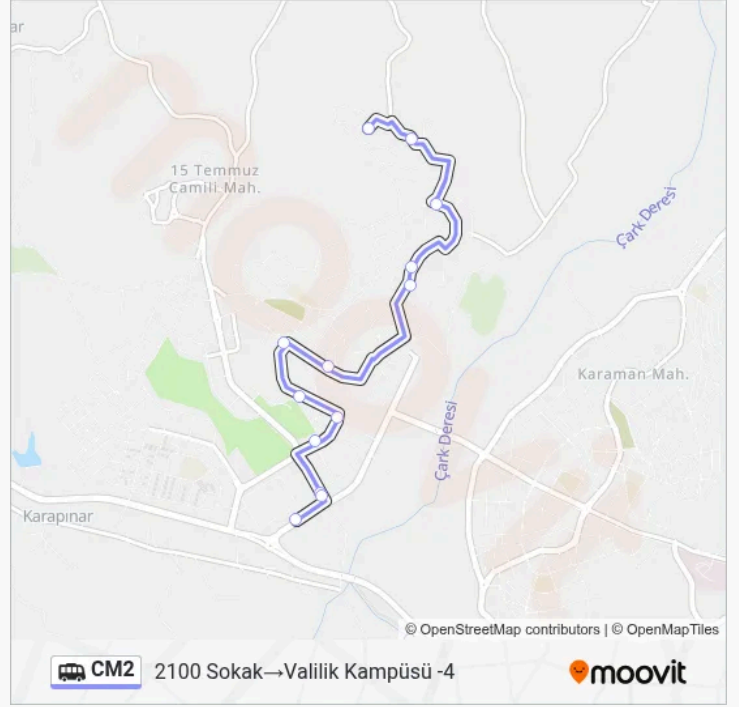 ar
15 Temmuz
Camili Mah.
Çark Deresi
Karaman Mah.
Çark Deresi
Karapınar
© OpenStreetMap contributors | © OpenMapTiles
CM2 2100 Sokak→Valilik Kampüsü -4
moovit
moovit